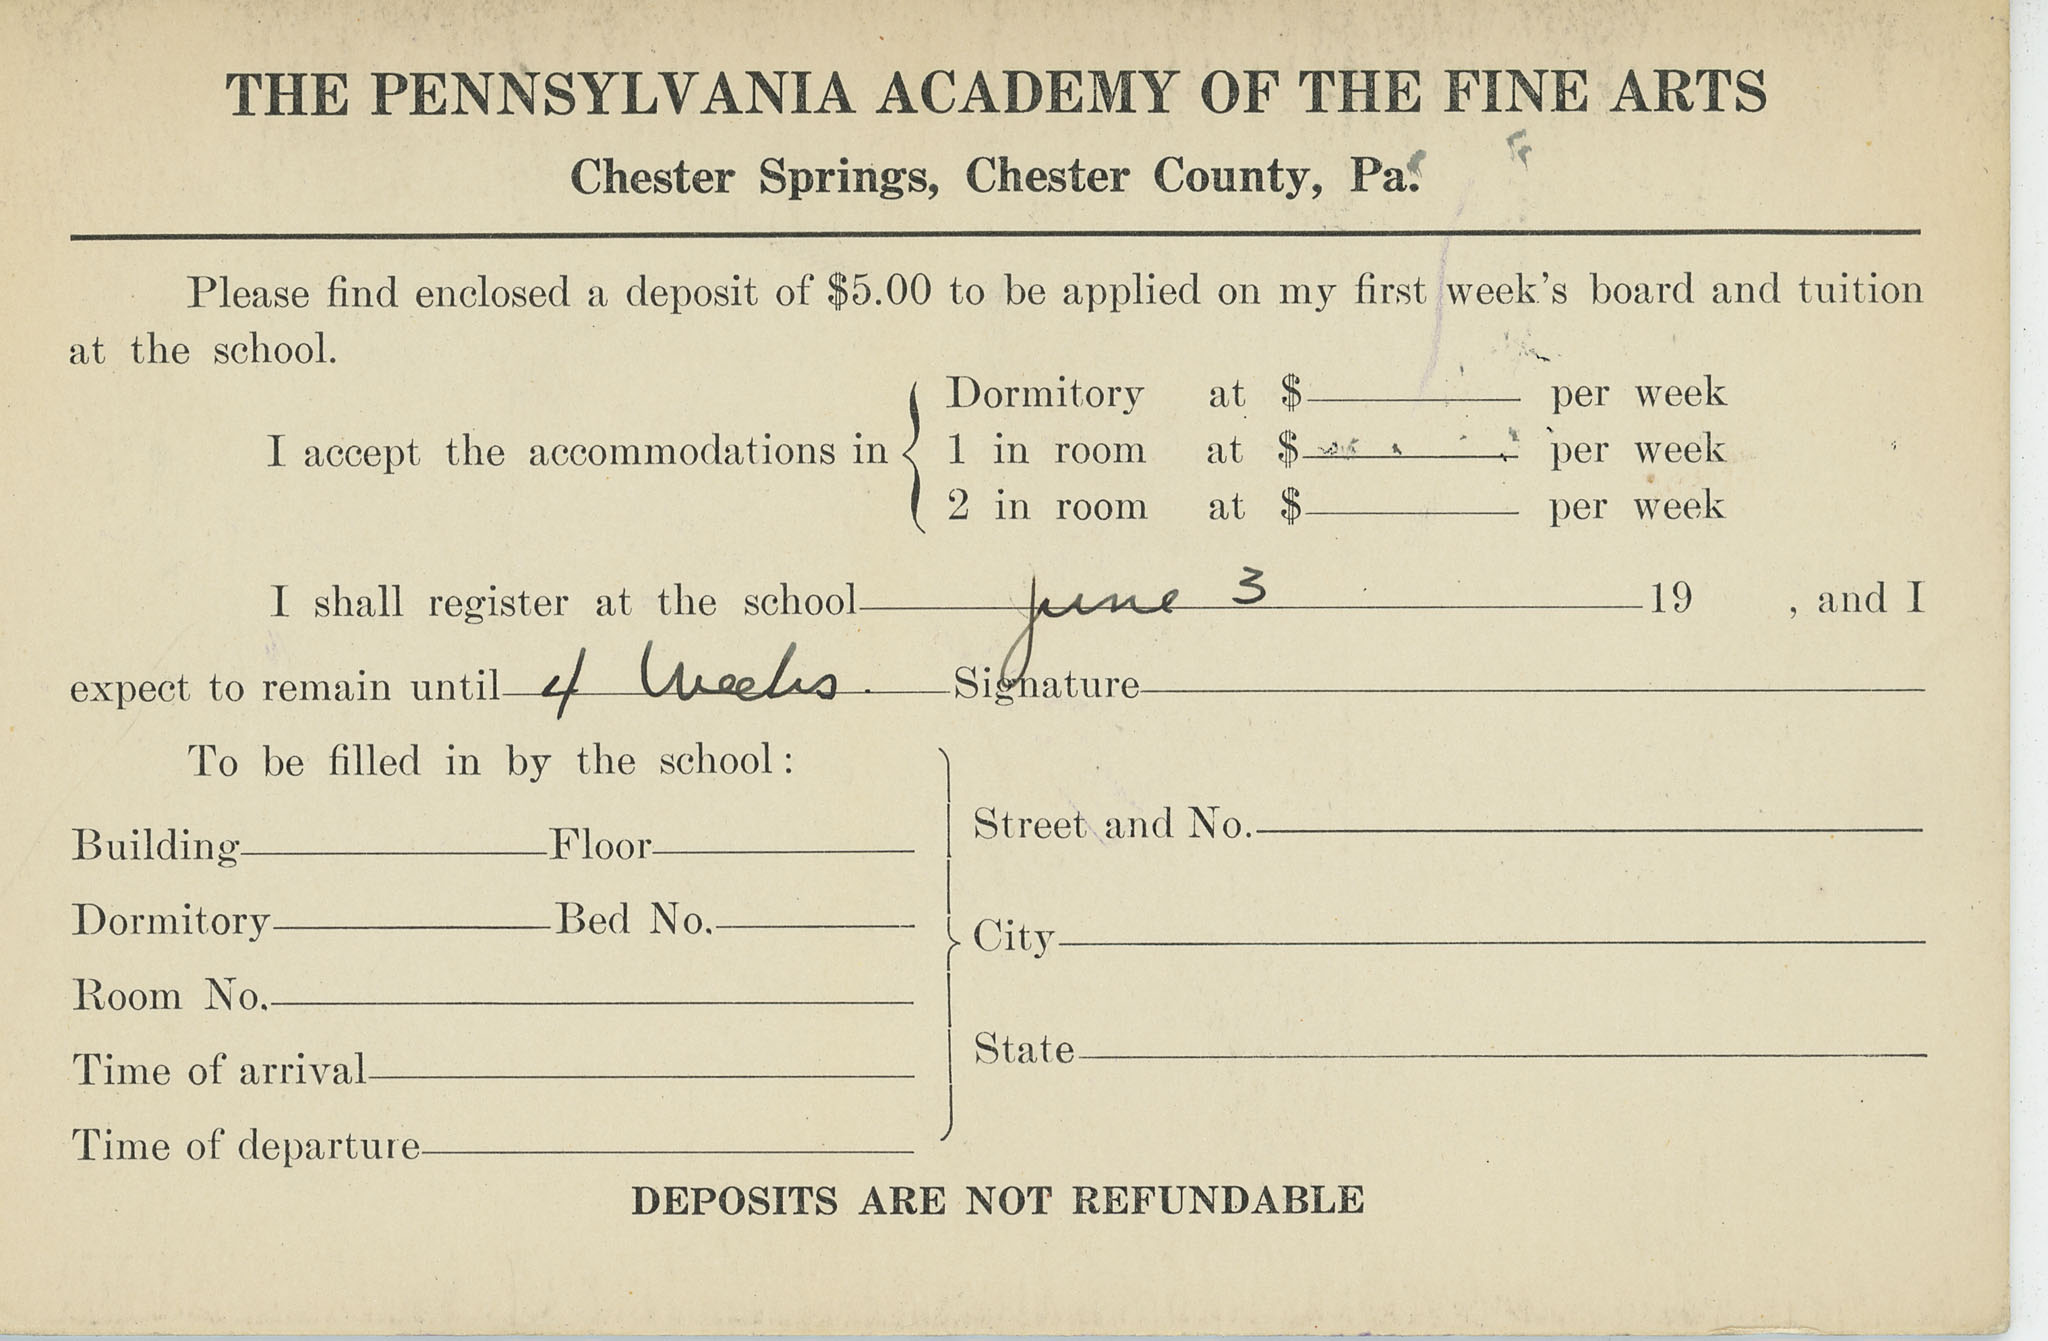 THE PENNSYLVANIA ACADEMY OF THE FINE ARTS
Chester Springs, Chester County, Pa.
Please find enclosed a deposit of $5.00 to be applied on my first week's board and tuition
at the school.
I accept the accommodations in
Dormitory at $ per week
1 in room at $ per week
2 in room at $ per week
I shall register at the school June 3 19 , and I
expect to remain until 4 Weeks. Signature
To be filled in by the school:
Building Floor
Dormitory Bed No.
Room No.
Time of arrival
Time of departure
Street and No.
City
State
DEPOSITS ARE NOT REFUNDABLE